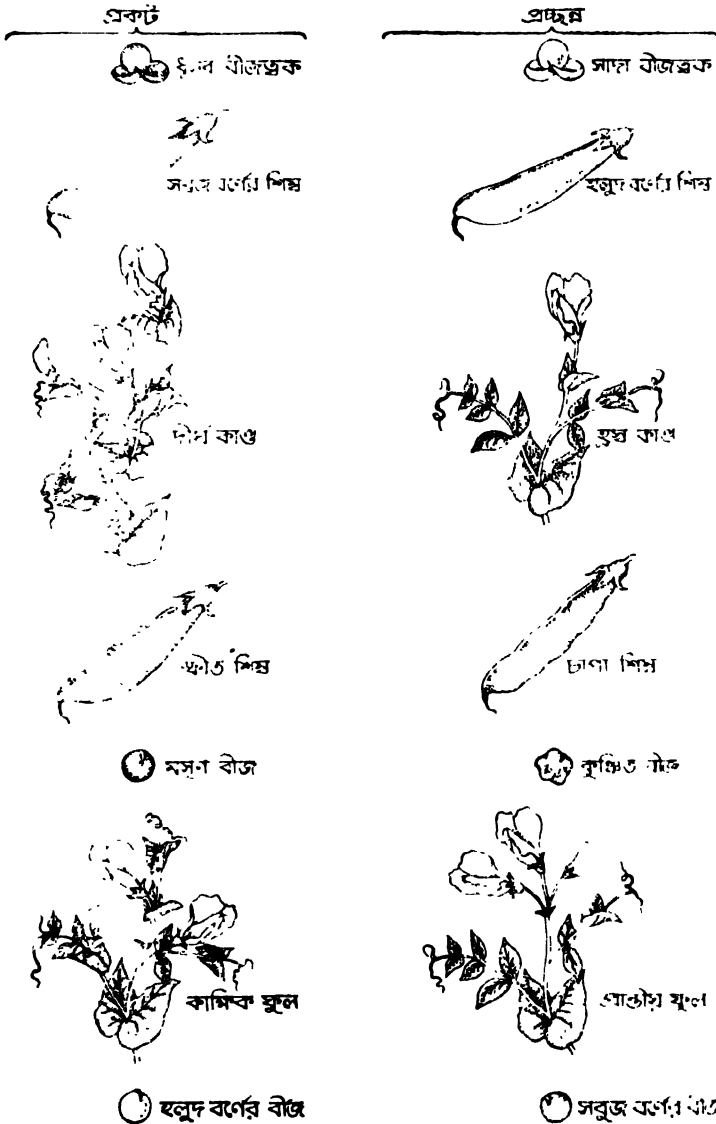 প্রকট
প্রচ্ছন্ন
বীজত্বক
সাদা বীজত্বক
সবুজ বর্ণের শিম্ব
হলুদ বর্ণের শিম্ব
দীর্ঘ কাণ্ড
হ্রস্ব কাণ্ড
স্ফীত শিম্ব
চাপা শিম্ব
মসৃণ বীজ
কুঞ্চিত বীজ
কাক্ষিক ফুল
প্রান্তীয় ফুল
হলুদ বর্ণের বীজ
সবুজ বর্ণের বীজ